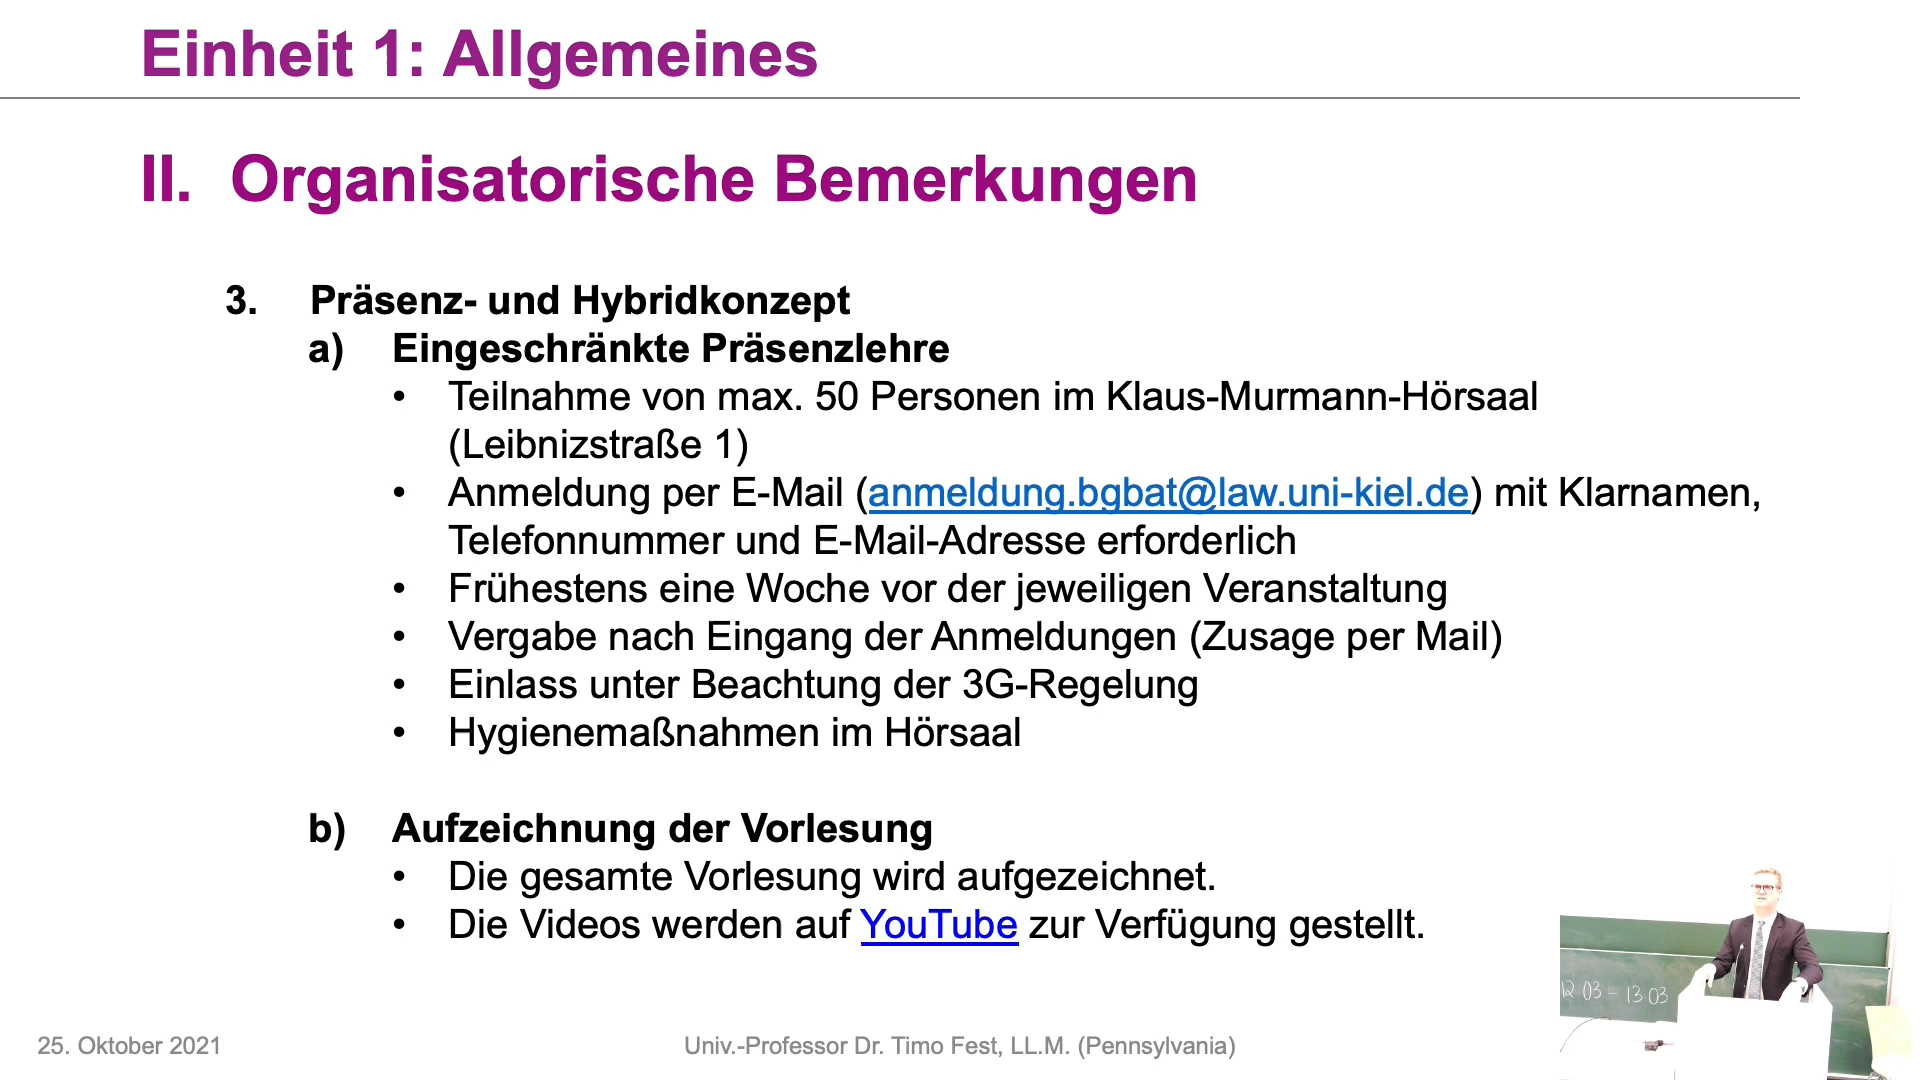 Einheit 1: Allgemeines
II. Organisatorische Bemerkungen
3. Präsenz- und Hybridkonzept
a) Eingeschränkte Präsenzlehre
• Teilnahme von max. 50 Personen im Klaus-Murmann-Hörsaal
(Leibnizstraße 1)
• Anmeldung per E-Mail (anmeldung.bgbat@law.uni-kiel.de) mit Klarnamen,
Telefonnummer und E-Mail-Adresse erforderlich
• Frühestens eine Woche vor der jeweiligen Veranstaltung
• Vergabe nach Eingang der Anmeldungen (Zusage per Mail)
• Einlass unter Beachtung der 3G-Regelung
• Hygienemaßnahmen im Hörsaal
b) Aufzeichnung der Vorlesung
• Die gesamte Vorlesung wird aufgezeichnet.
• Die Videos werden auf YouTube zur Verfügung gestellt.
12:03 – 13:03
25. Oktober 2021
Univ.-Professor Dr. Timo Fest, LL.M. (Pennsylvania)